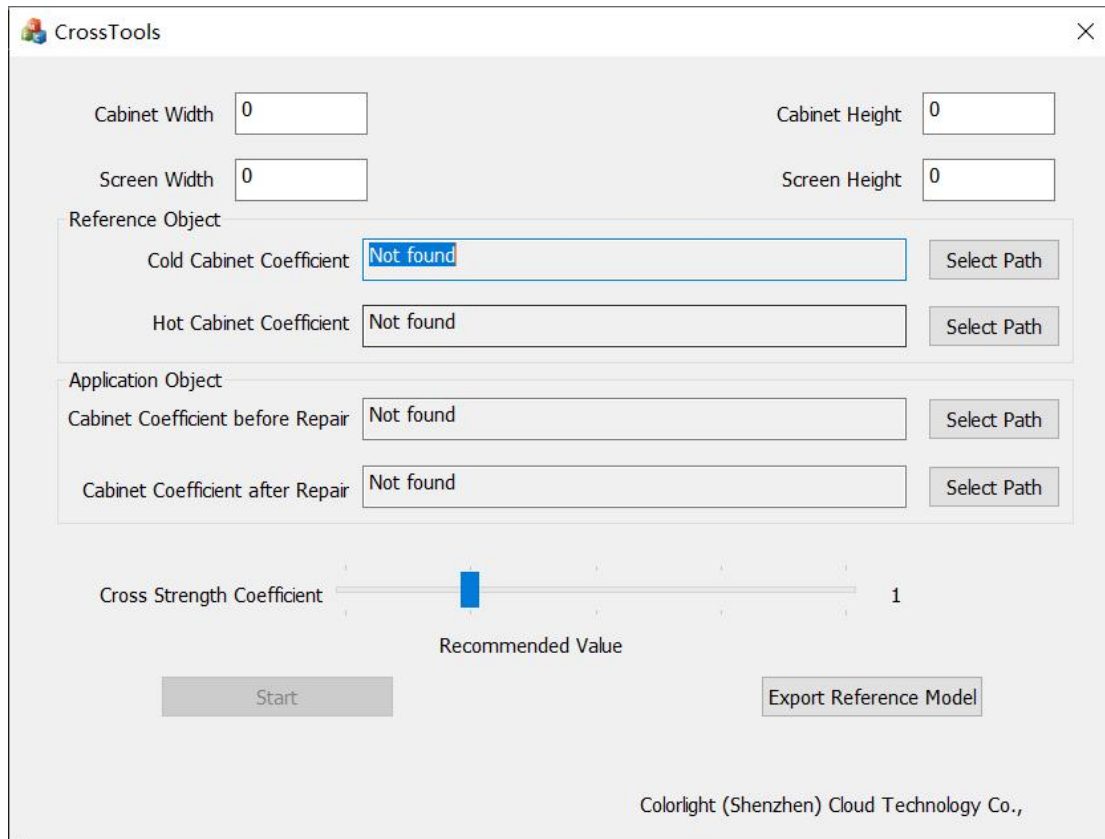 CrossTools
Cabinet Width 0 Cabinet Height 0
Screen Width 0 Screen Height 0
Reference Object
Cold Cabinet Coefficient Not found Select Path
Hot Cabinet Coefficient Not found Select Path
Application Object
Cabinet Coefficient before Repair Not found Select Path
Cabinet Coefficient after Repair Not found Select Path
Cross Strength Coefficient 1
Recommended Value
Start Export Reference Model
Colorlight (Shenzhen) Cloud Technology Co.,